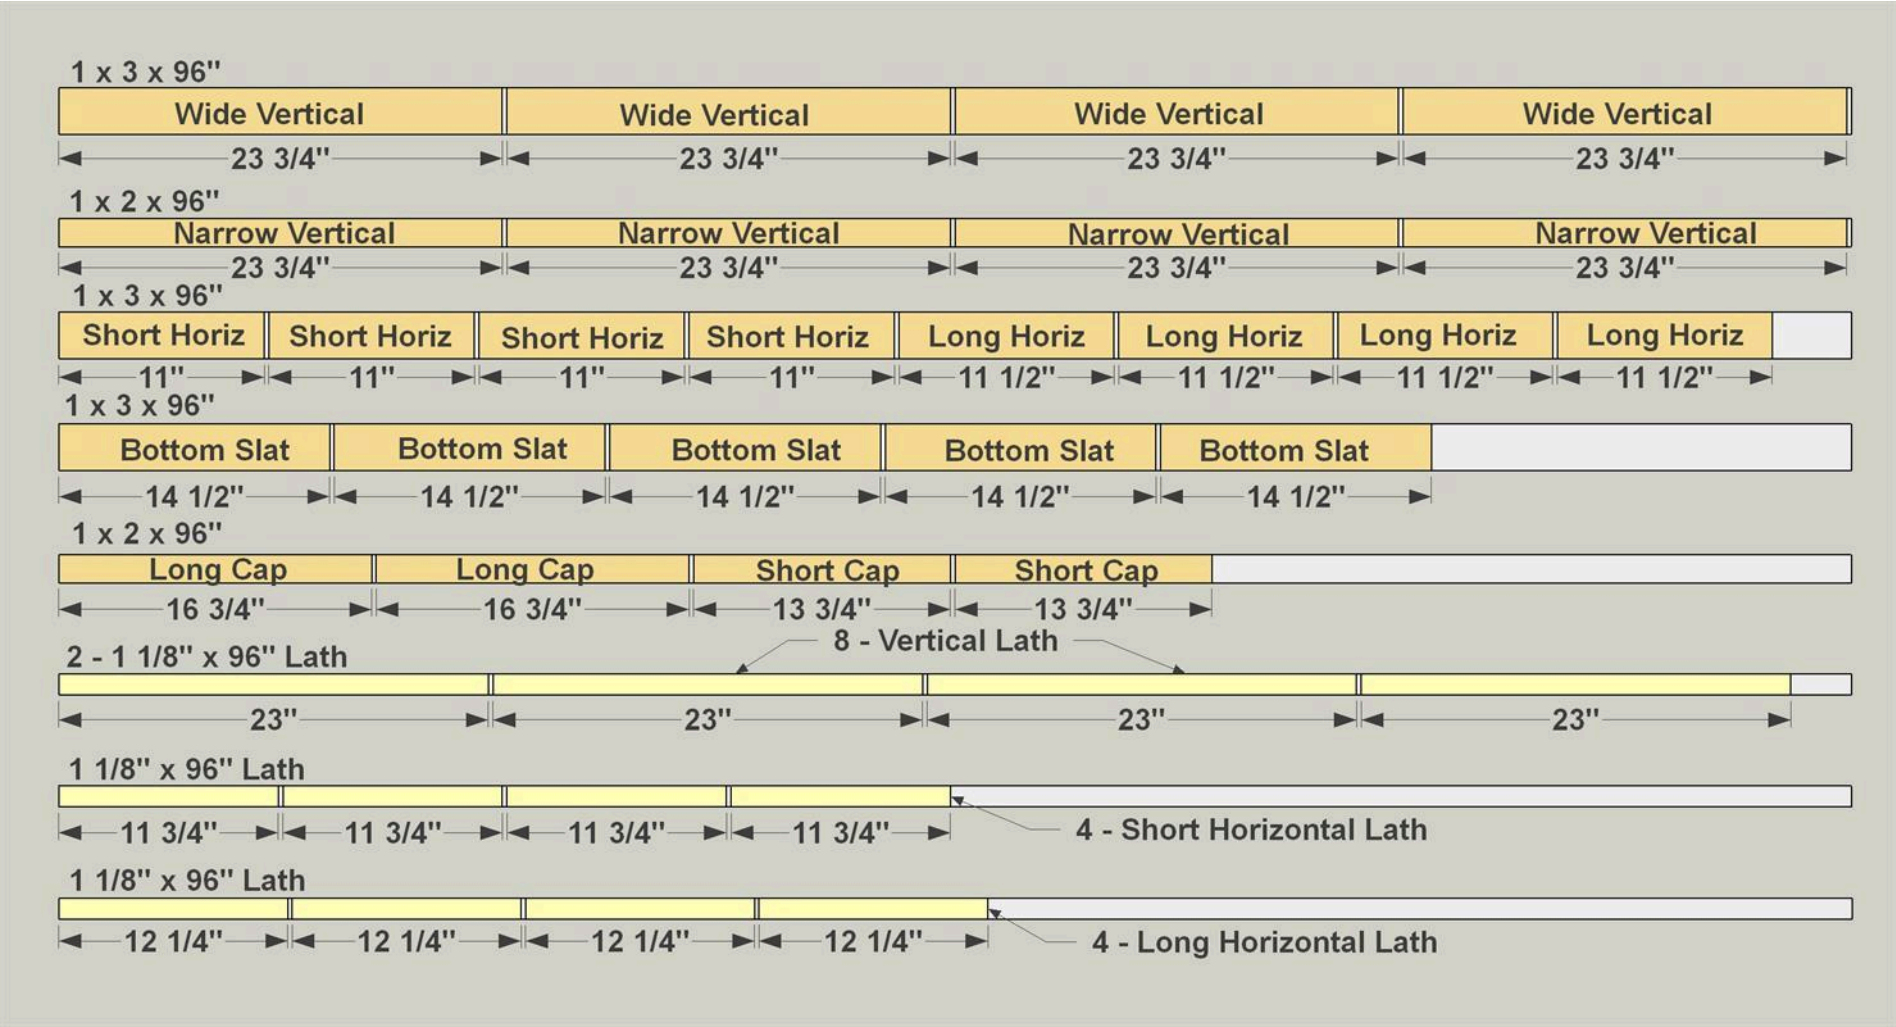 1 x 3 x 96"
Wide Vertical Wide Vertical Wide Vertical Wide Vertical
23 3/4" 23 3/4" 23 3/4" 23 3/4"
1 x 2 x 96"
Narrow Vertical Narrow Vertical Narrow Vertical Narrow Vertical
23 3/4" 23 3/4" 23 3/4" 23 3/4"
1 x 3 x 96"
Short Horiz Short Horiz Short Horiz Short Horiz Long Horiz Long Horiz Long Horiz Long Horiz
11" 11" 11" 11" 11 1/2" 11 1/2" 11 1/2" 11 1/2"
1 x 3 x 96"
Bottom Slat Bottom Slat Bottom Slat Bottom Slat Bottom Slat
14 1/2" 14 1/2" 14 1/2" 14 1/2" 14 1/2"
1 x 2 x 96"
Long Cap Long Cap Short Cap Short Cap
16 3/4" 16 3/4" 13 3/4" 13 3/4"
8 - Vertical Lath
2 - 1 1/8" x 96" Lath
23" 23" 23" 23"
1 1/8" x 96" Lath
11 3/4" 11 3/4" 11 3/4" 11 3/4"
4 - Short Horizontal Lath
1 1/8" x 96" Lath
12 1/4" 12 1/4" 12 1/4" 12 1/4"
4 - Long Horizontal Lath